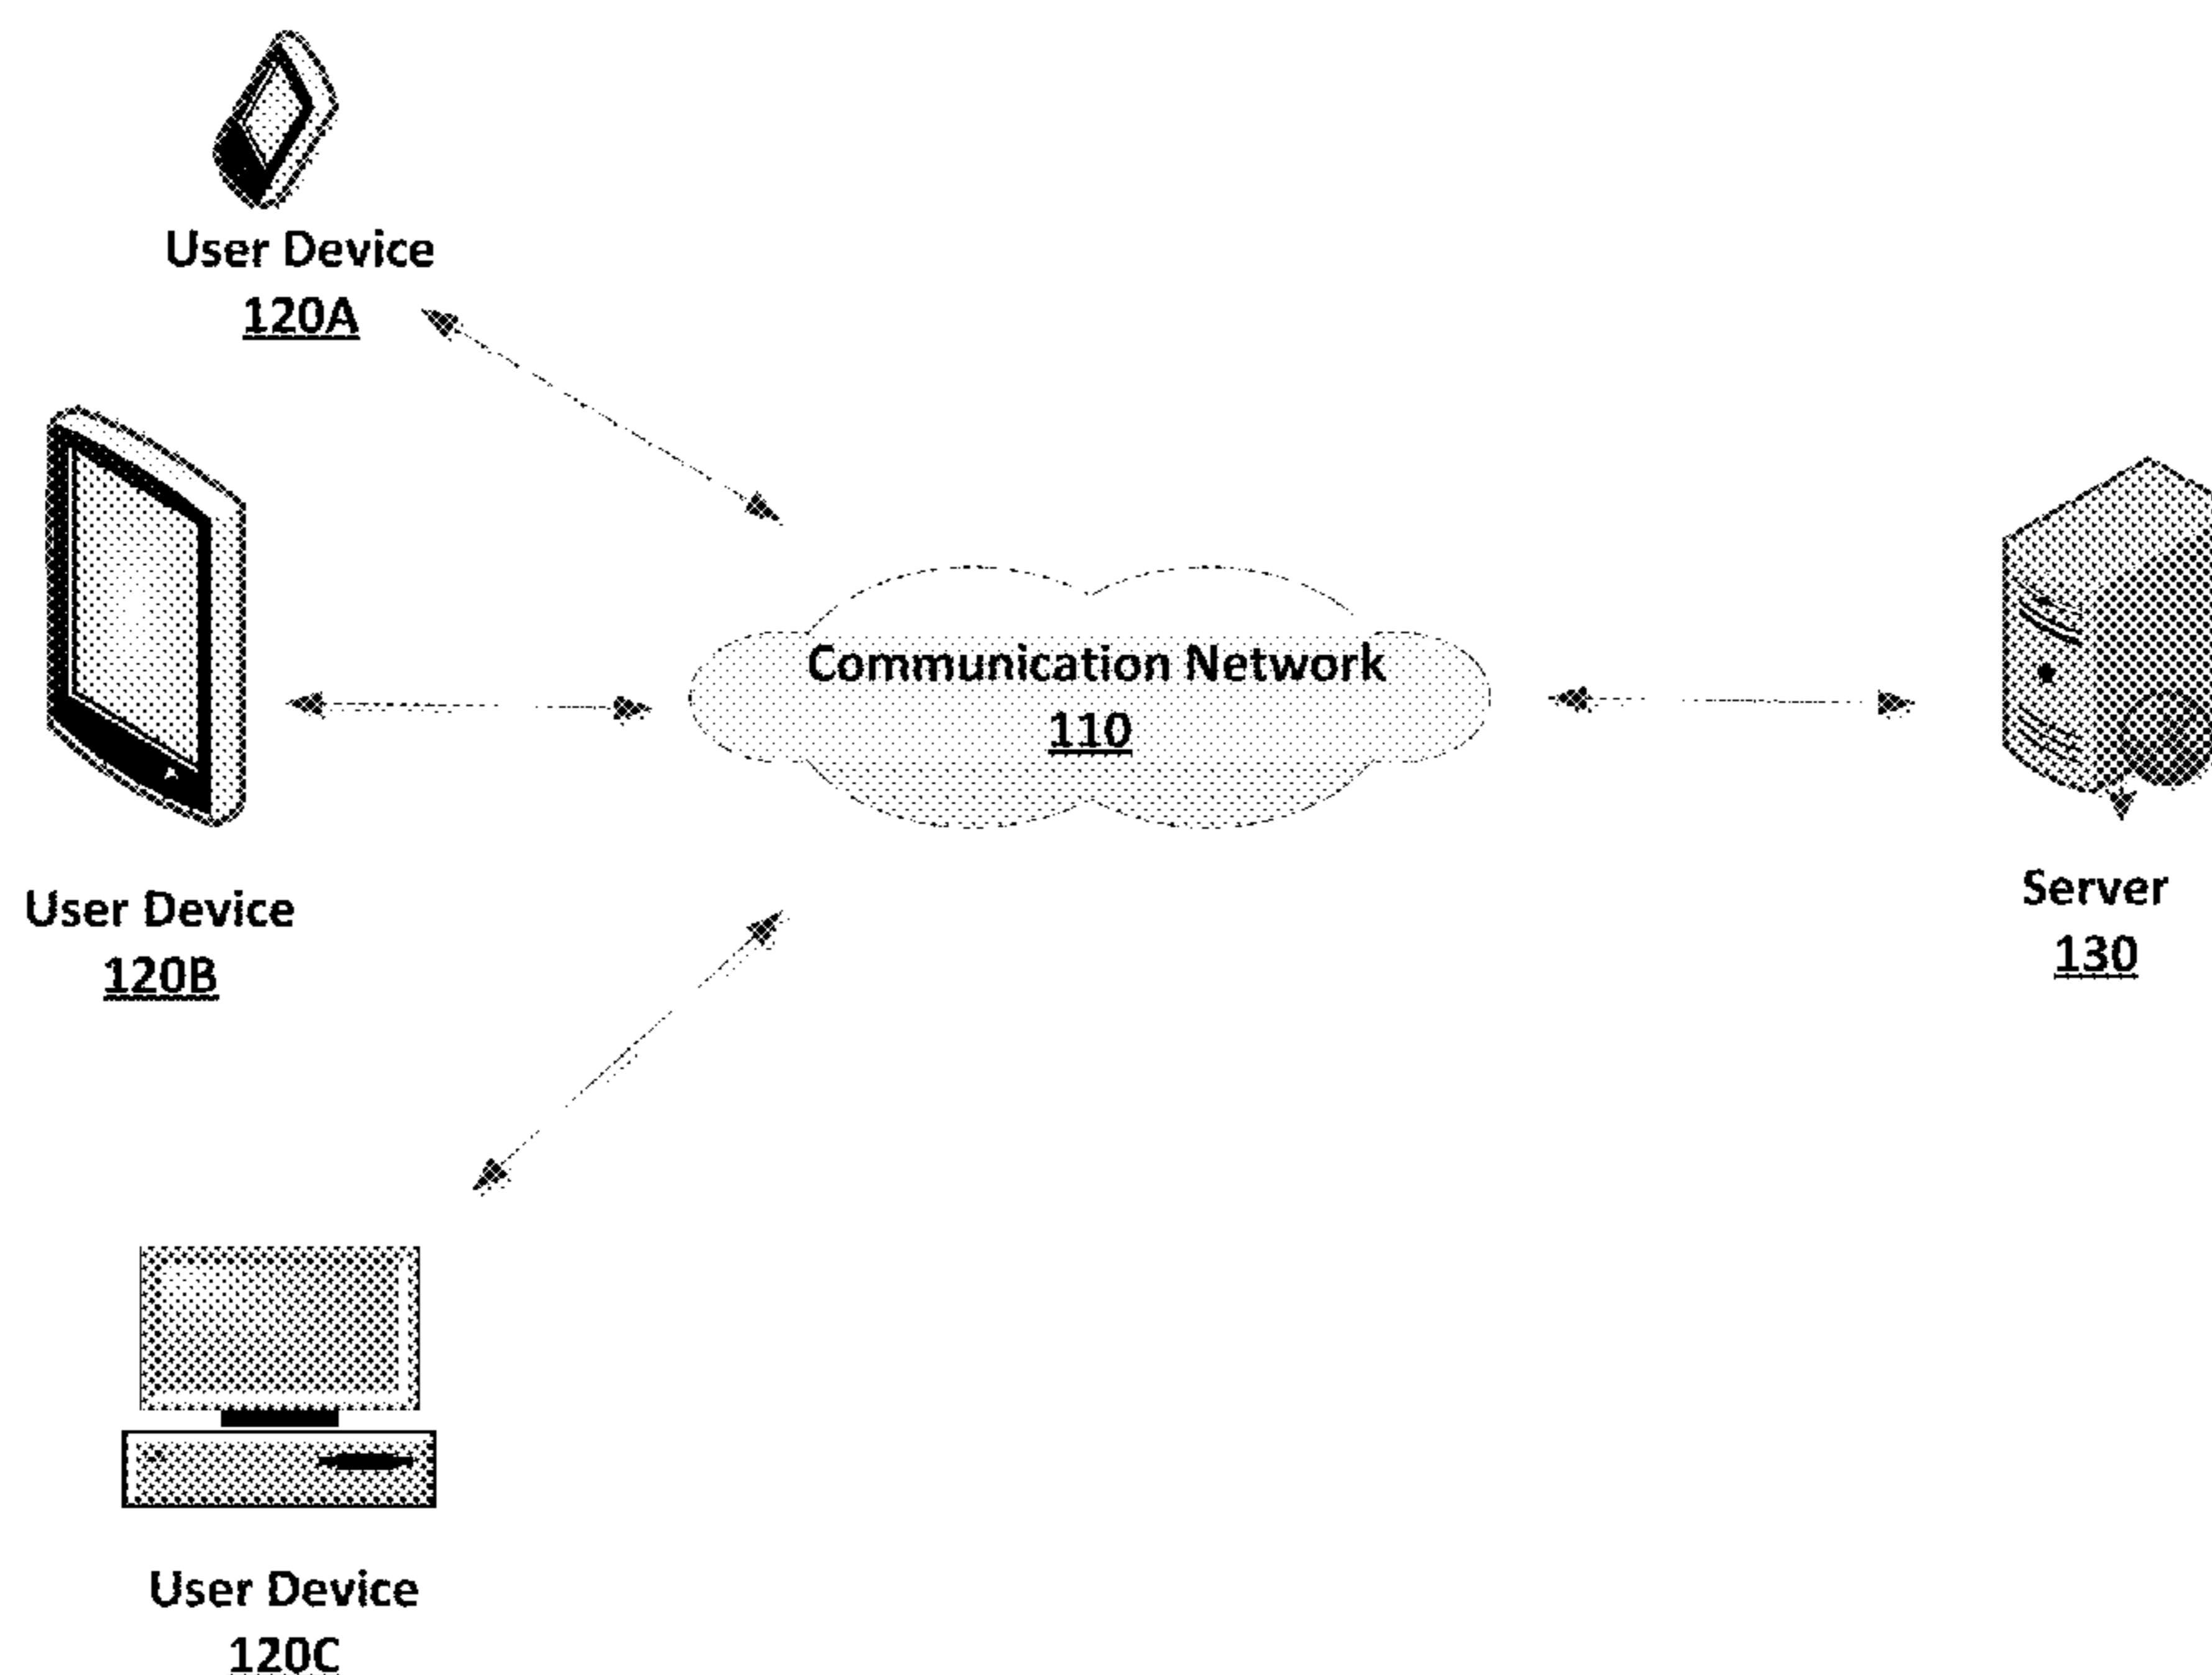 User Device
120A
Communication Network
110
User Device
120B
Server
130
User Device
120C